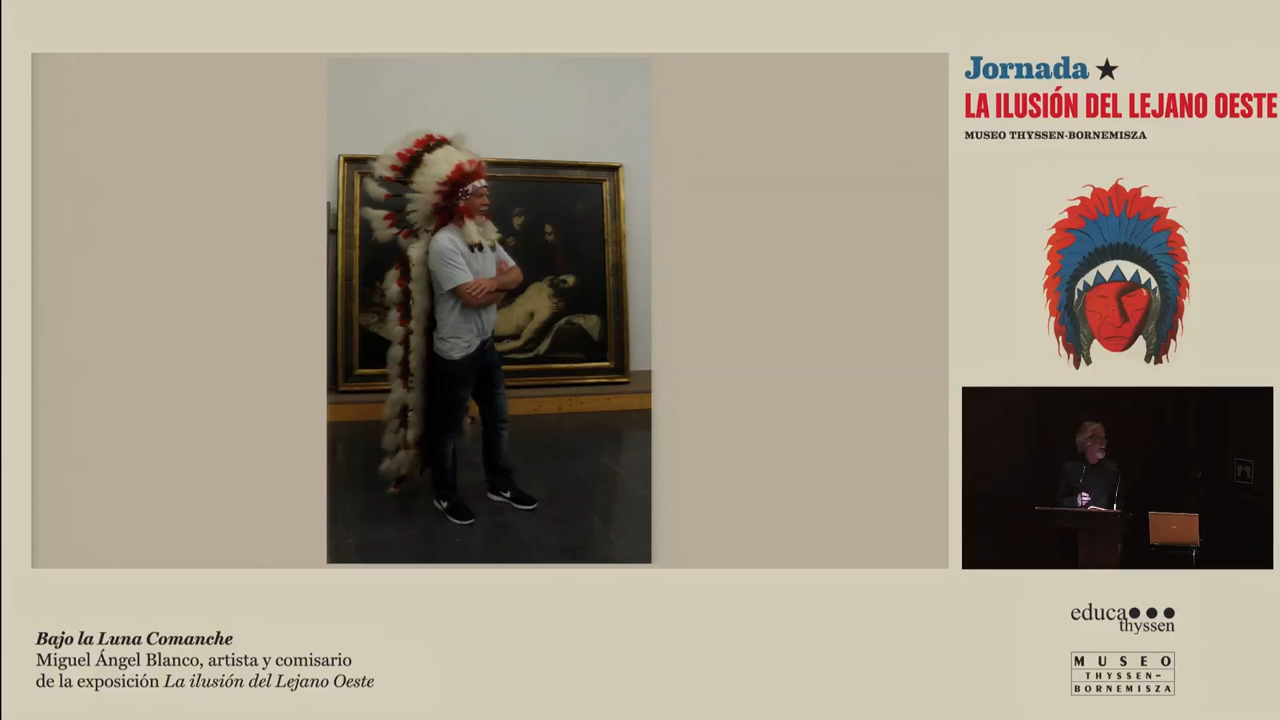 Jornada ★
LA ILUSIÓN DEL LEJANO OESTE
MUSEO THYSSEN-BORNEMISZA
Bajo la Luna Comanche
Miguel Ángel Blanco, artista y comisario
de la exposición La ilusión del Lejano Oeste
educa
thyssen
MUSEO
THYSSEN-
BORNEMISZA